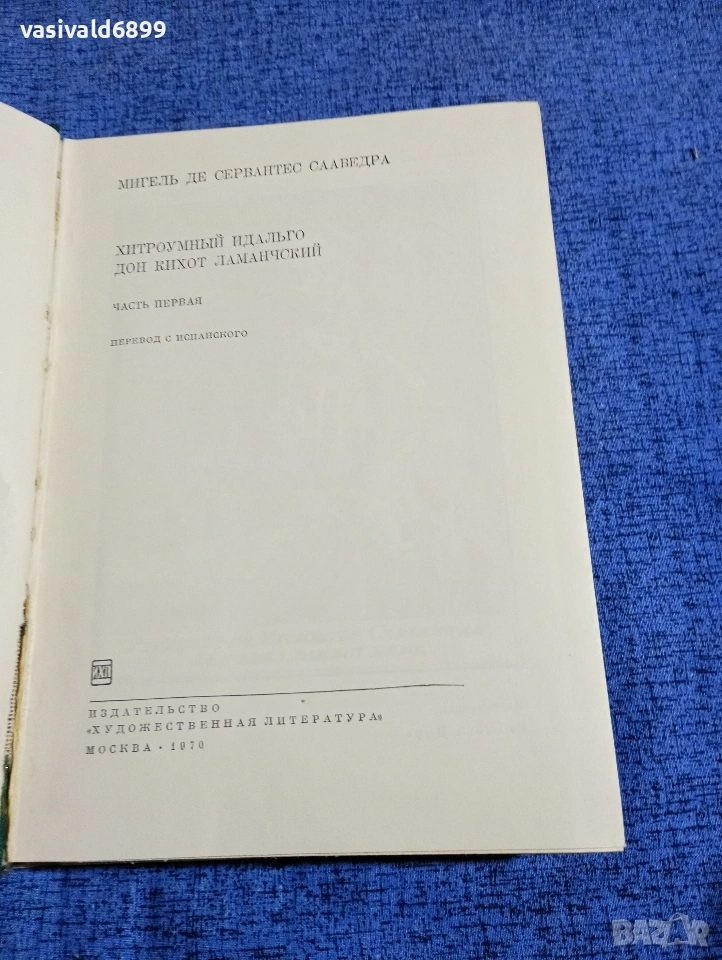 vasivald6899
МИГЕЛЬ ДЕ СЕРВАНТЕС СААВЕДРА
ХИТРОУМНЫЙ ИДАЛЬГО
ДОН КИХОТ ЛАМАНЧСКИЙ
ЧАСТЬ ПЕРВАЯ
ПЕРЕВОД С ИСПАНСКОГО
ИЗДАТЕЛЬСТВО
«ХУДОЖЕСТВЕННАЯ ЛИТЕРАТУРА»
МОСКВА · 1970
BAZAR